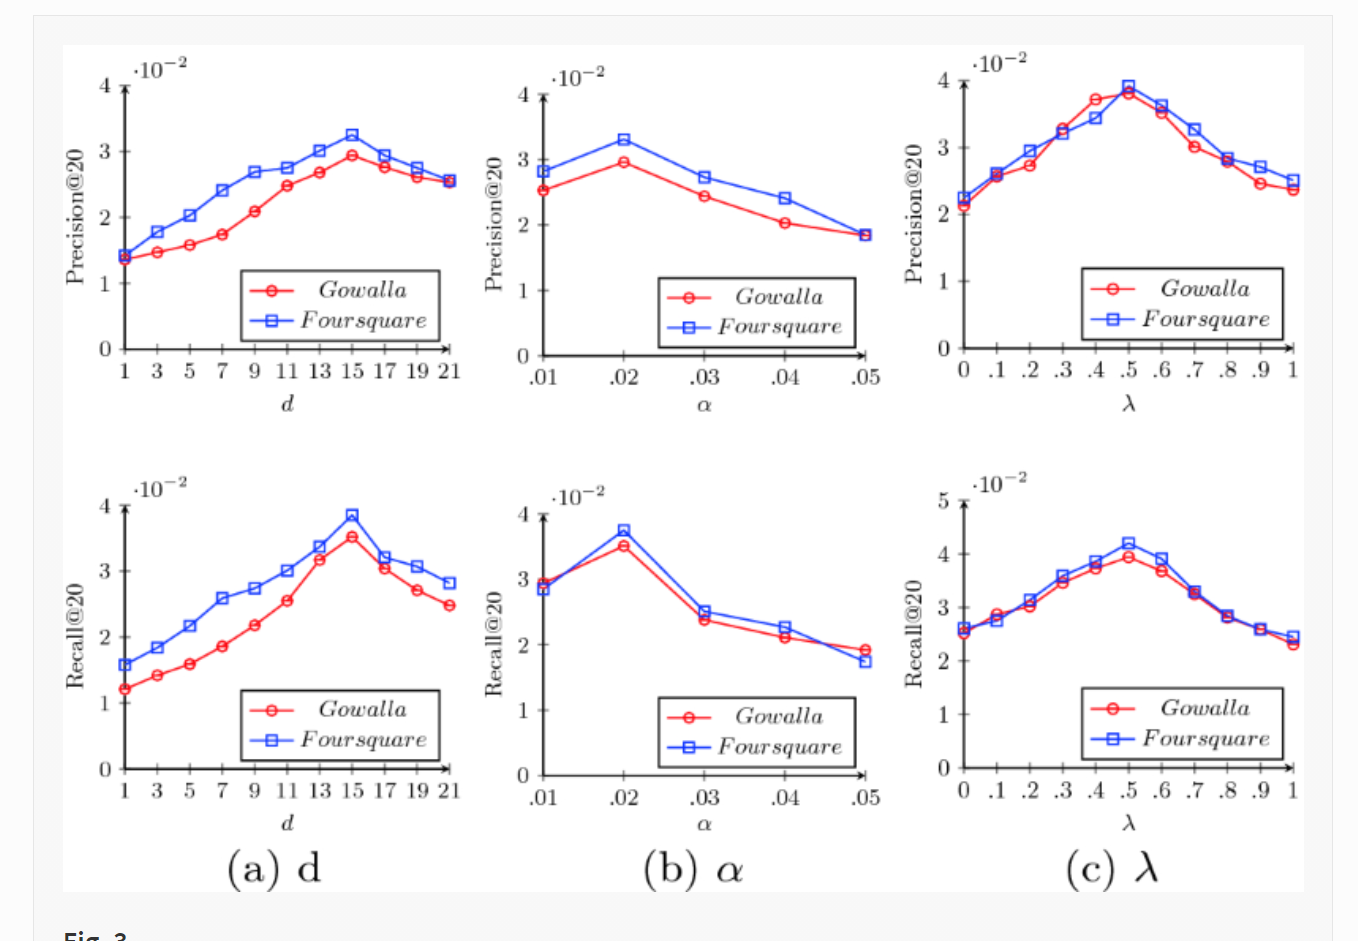 ·10⁻²
4
3
2
1
0
Precision@20
Gowalla
Foursquare
1 3 5 7 9 11 13 15 17 19 21
d
·10⁻²
4
3
2
1
0
Precision@20
Gowalla
Foursquare
.01 .02 .03 .04 .05
α
·10⁻²
4
3
2
1
0
Precision@20
Gowalla
Foursquare
0 .1 .2 .3 .4 .5 .6 .7 .8 .9 1
λ
·10⁻²
4
3
2
1
0
Recall@20
Gowalla
Foursquare
1 3 5 7 9 11 13 15 17 19 21
d
·10⁻²
4
3
2
1
0
Recall@20
Gowalla
Foursquare
.01 .02 .03 .04 .05
α
·10⁻²
5
4
3
2
1
0
Recall@20
Gowalla
Foursquare
0 .1 .2 .3 .4 .5 .6 .7 .8 .9 1
λ
(a) d
(b) α
(c) λ
Fig. 3